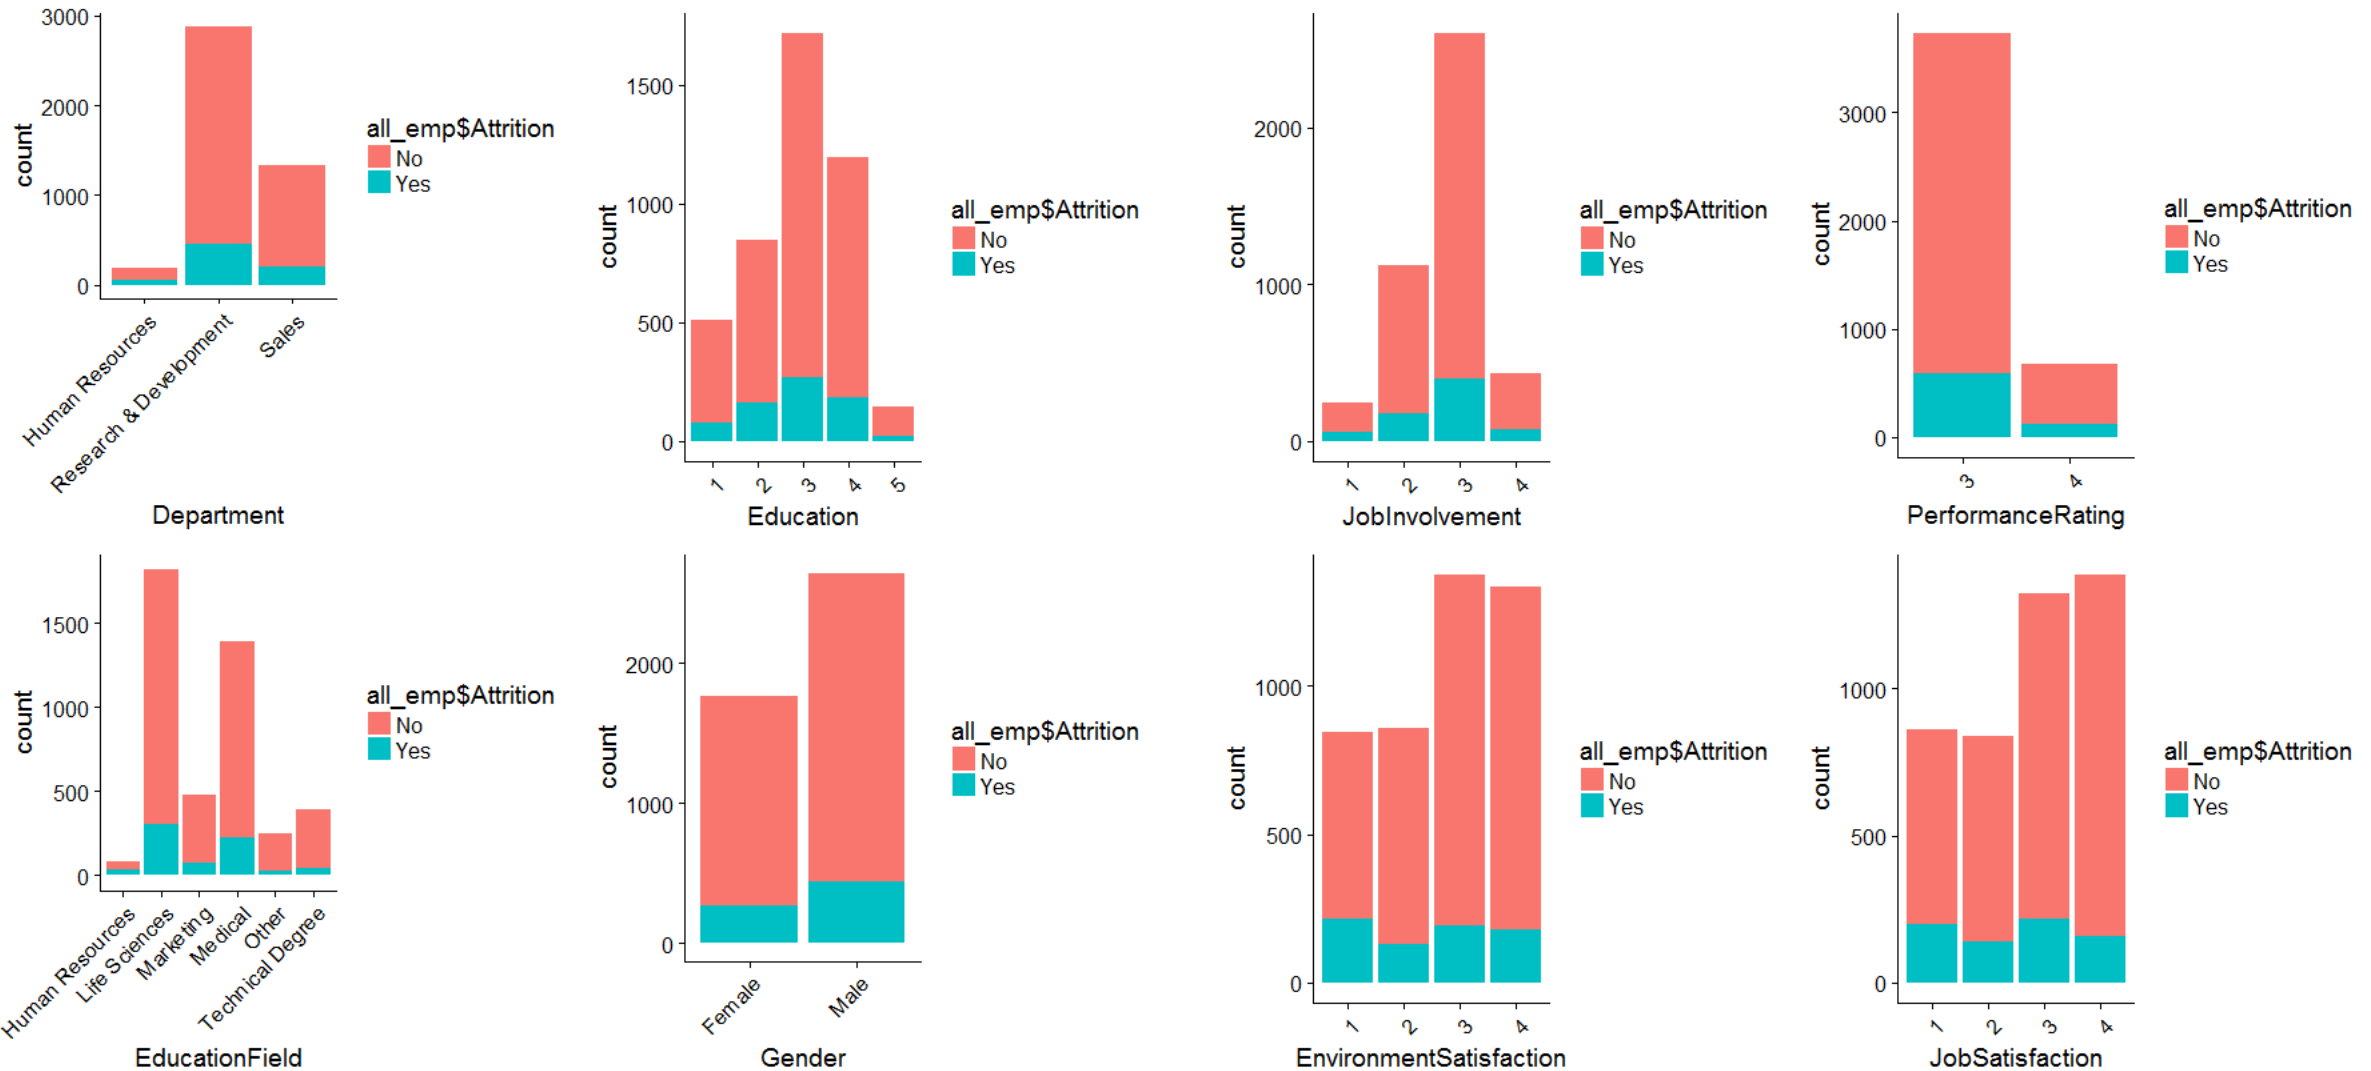 3000
2000
1000
0
count
Human Resources
Research & Development
Sales
Department
all_emp$Attrition
No
Yes
1500
1000
500
0
count
1
2
3
4
5
Education
all_emp$Attrition
No
Yes
2000
1000
0
count
1
2
3
4
JobInvolvement
all_emp$Attrition
No
Yes
3000
2000
1000
0
count
3
4
PerformanceRating
all_emp$Attrition
No
Yes
1500
1000
500
0
count
Human Resources
Life Sciences
Marketing
Medical
Other
Technical Degree
EducationField
all_emp$Attrition
No
Yes
2000
1000
0
count
Female
Male
Gender
all_emp$Attrition
No
Yes
1000
500
0
count
1
2
3
4
EnvironmentSatisfaction
all_emp$Attrition
No
Yes
1000
500
0
count
1
2
3
4
JobSatisfaction
all_emp$Attrition
No
Yes